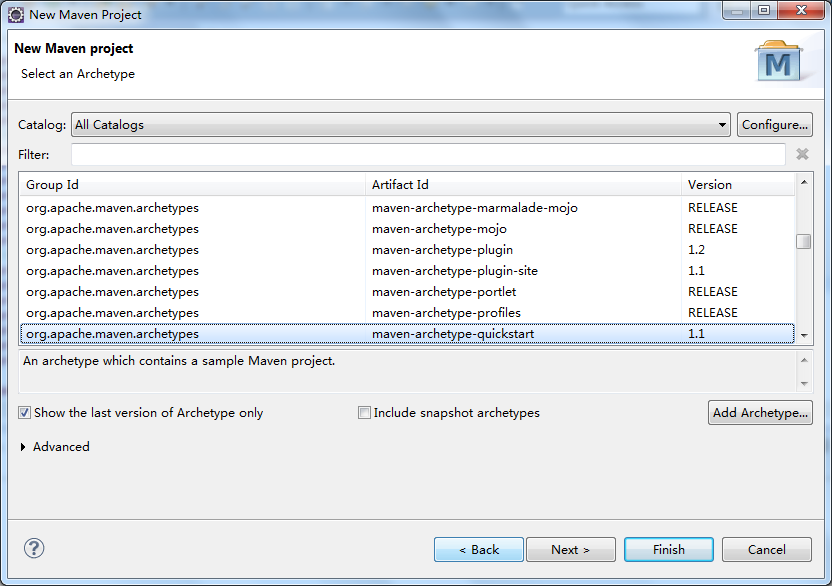 New Maven Project
New Maven project
Select an Archetype
M
Catalog: All Catalogs Configure...
Filter:
Group Id Artifact Id Version
org.apache.maven.archetypes maven-archetype-marmalade-mojo RELEASE
org.apache.maven.archetypes maven-archetype-mojo RELEASE
org.apache.maven.archetypes maven-archetype-plugin 1.2
org.apache.maven.archetypes maven-archetype-plugin-site 1.1
org.apache.maven.archetypes maven-archetype-portlet RELEASE
org.apache.maven.archetypes maven-archetype-profiles RELEASE
org.apache.maven.archetypes maven-archetype-quickstart 1.1
An archetype which contains a sample Maven project.
Show the last version of Archetype only Include snapshot archetypes Add Archetype...
Advanced
? < Back Next > Finish Cancel